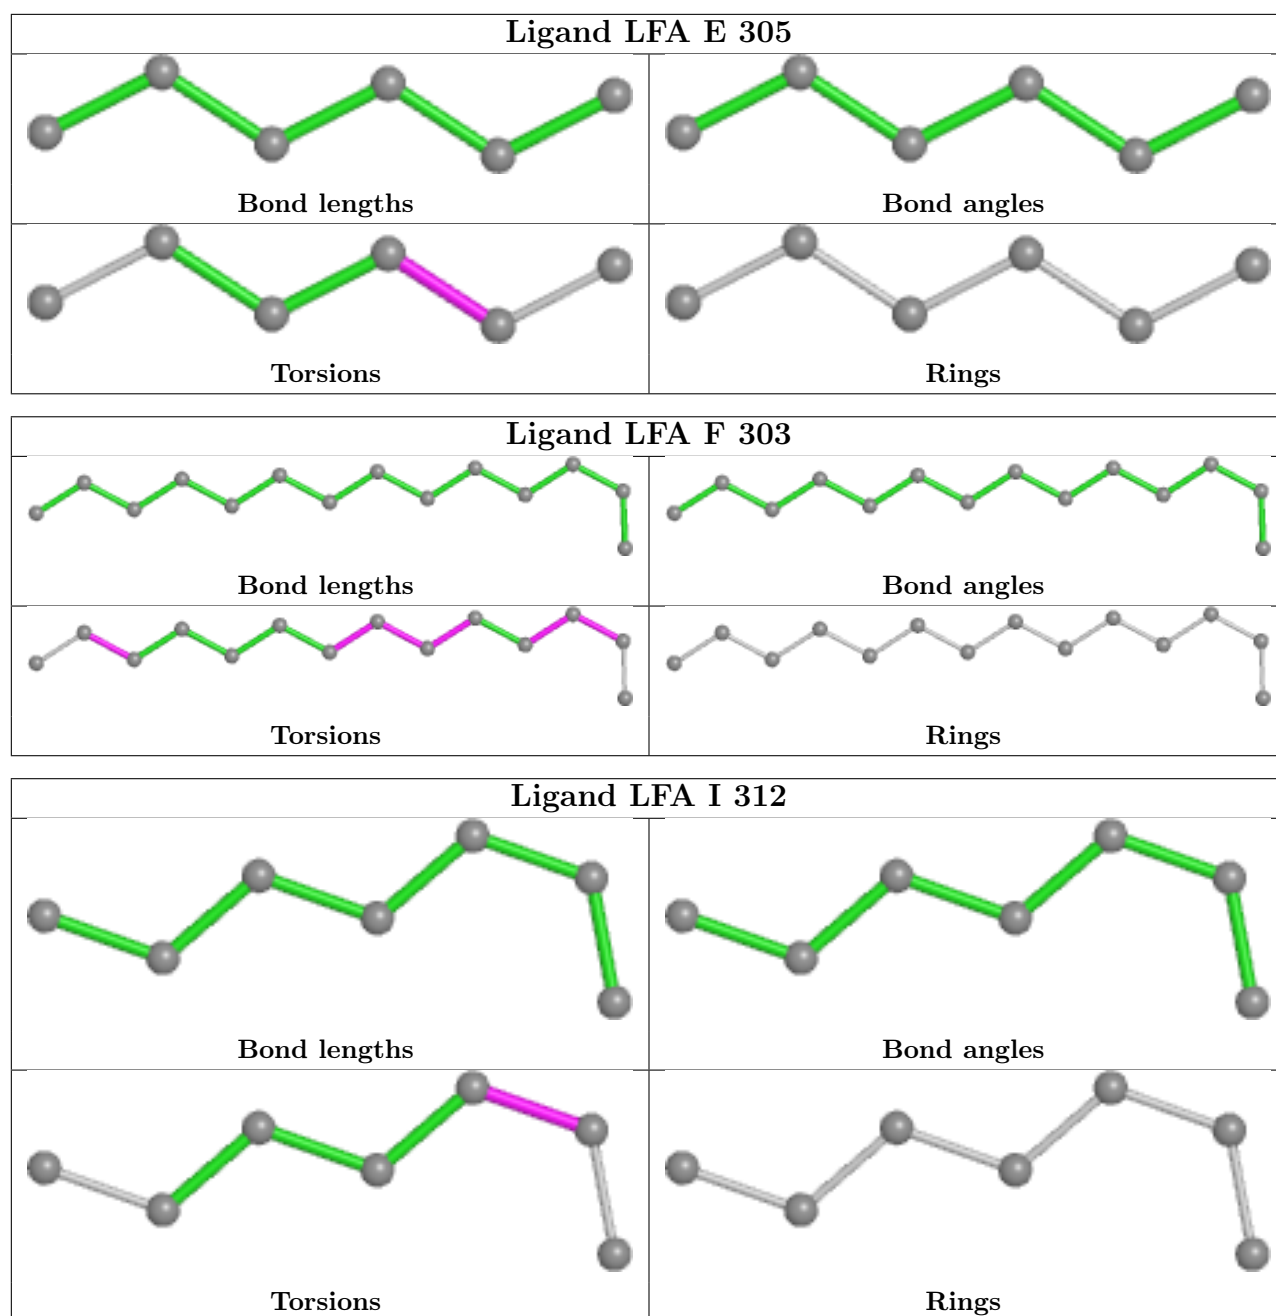 Ligand LFA E 305
Bond lengths
Bond angles
Torsions
Rings
Ligand LFA F 303
Bond lengths
Bond angles
Torsions
Rings
Ligand LFA I 312
Bond lengths
Bond angles
Torsions
Rings